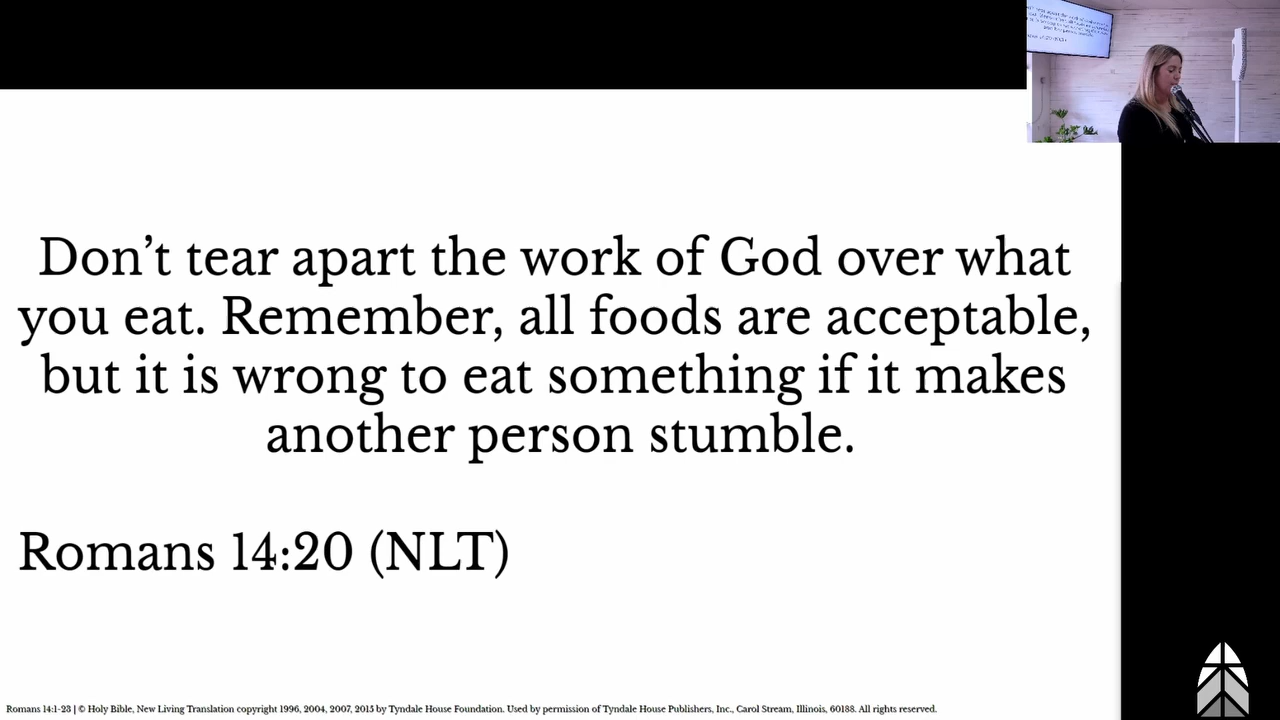 Don’t tear apart the work of God over what
you eat. Remember, all foods are acceptable,
but it is wrong to eat something if it makes
another person stumble.
Romans 14:20 (NLT)
Romans 14:1-23 | © Holy Bible, New Living Translation copyright 1996, 2004, 2007, 2015 by Tyndale House Foundation. Used by permission of Tyndale House Publishers, Inc., Carol Stream, Illinois, 60188. All rights reserved.